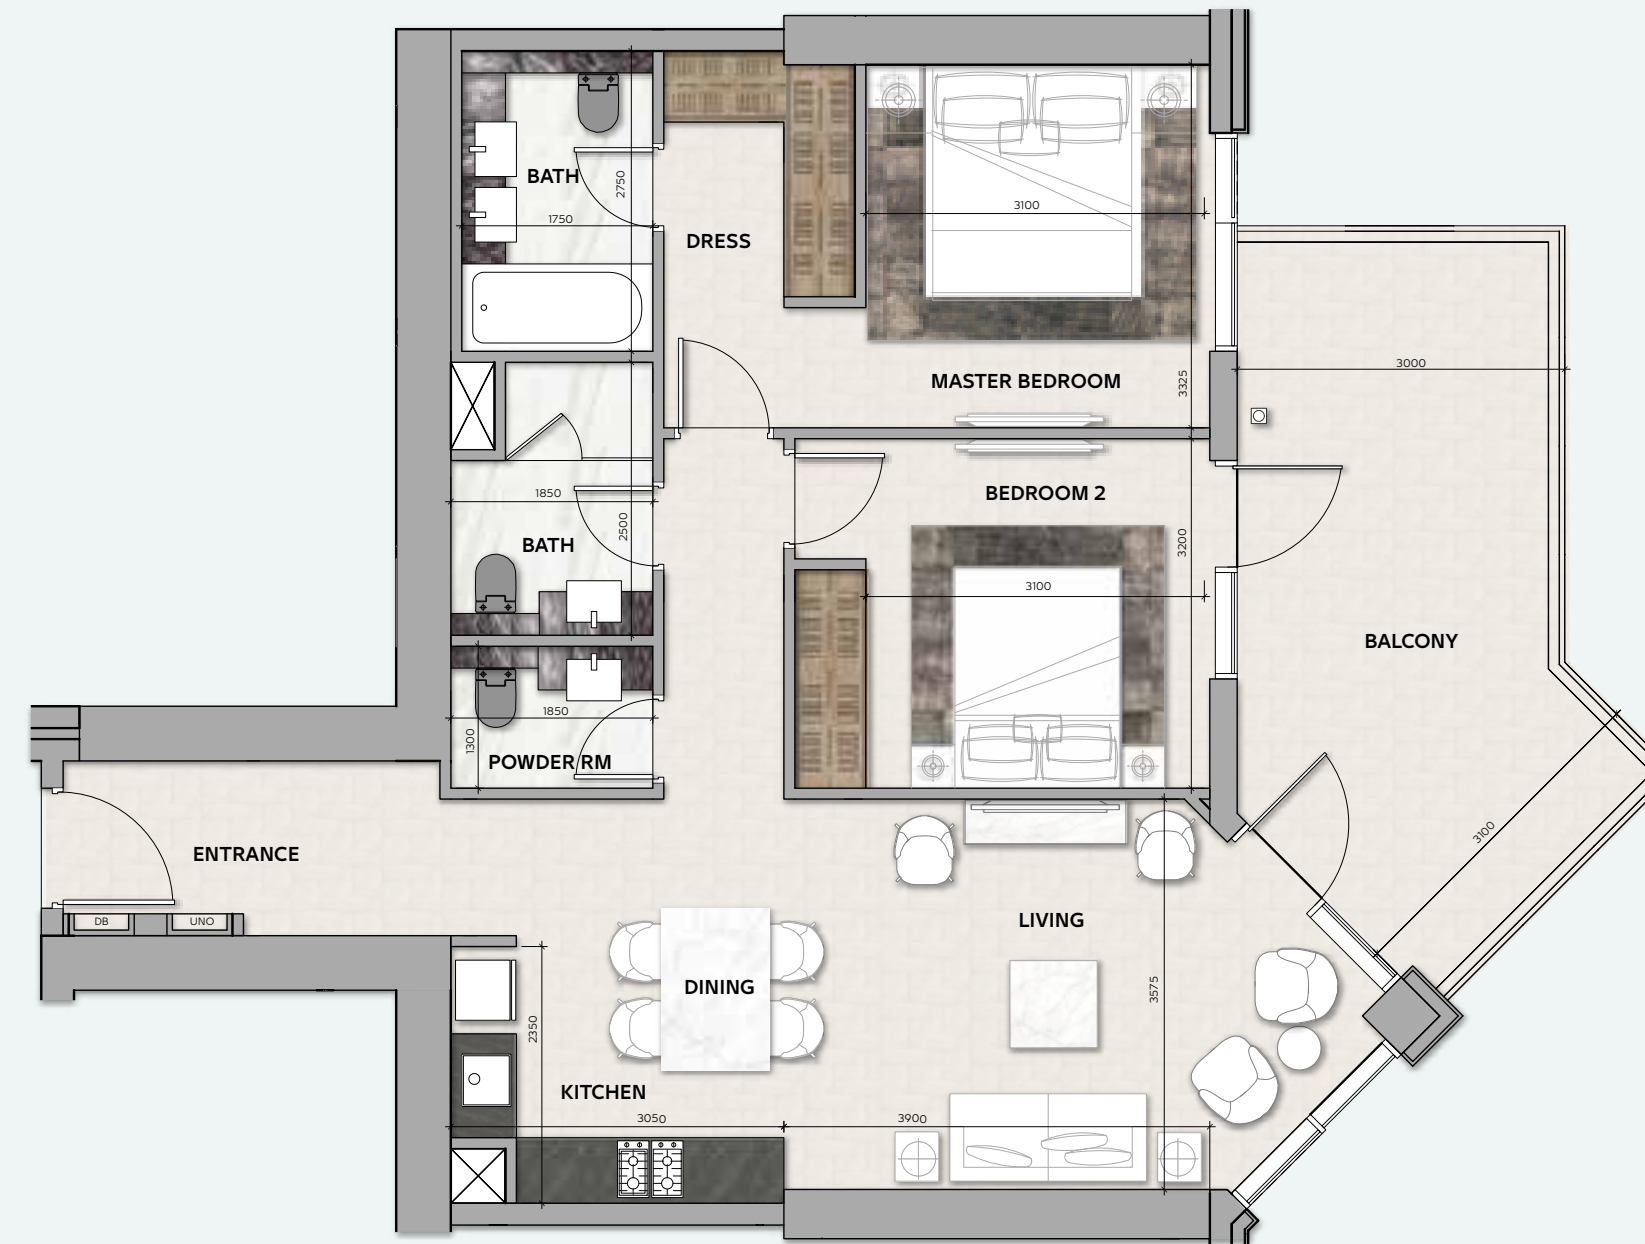 BATH
2750
1750
DRESS
3100
MASTER BEDROOM
3325
3000
BEDROOM 2
1850
2500
BATH
3200
3100
BALCONY
1850
1300
POWDER RM
3100
ENTRANCE
DB
UNO
LIVING
DINING
3575
2350
KITCHEN
3050
3900